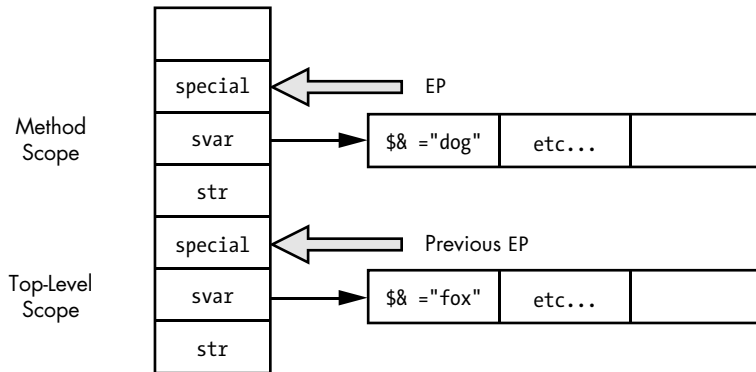 special
EP
Method
Scope
svar
$& ="dog"
etc...
str
special
Previous EP
Top-Level
Scope
svar
$& ="fox"
etc...
str